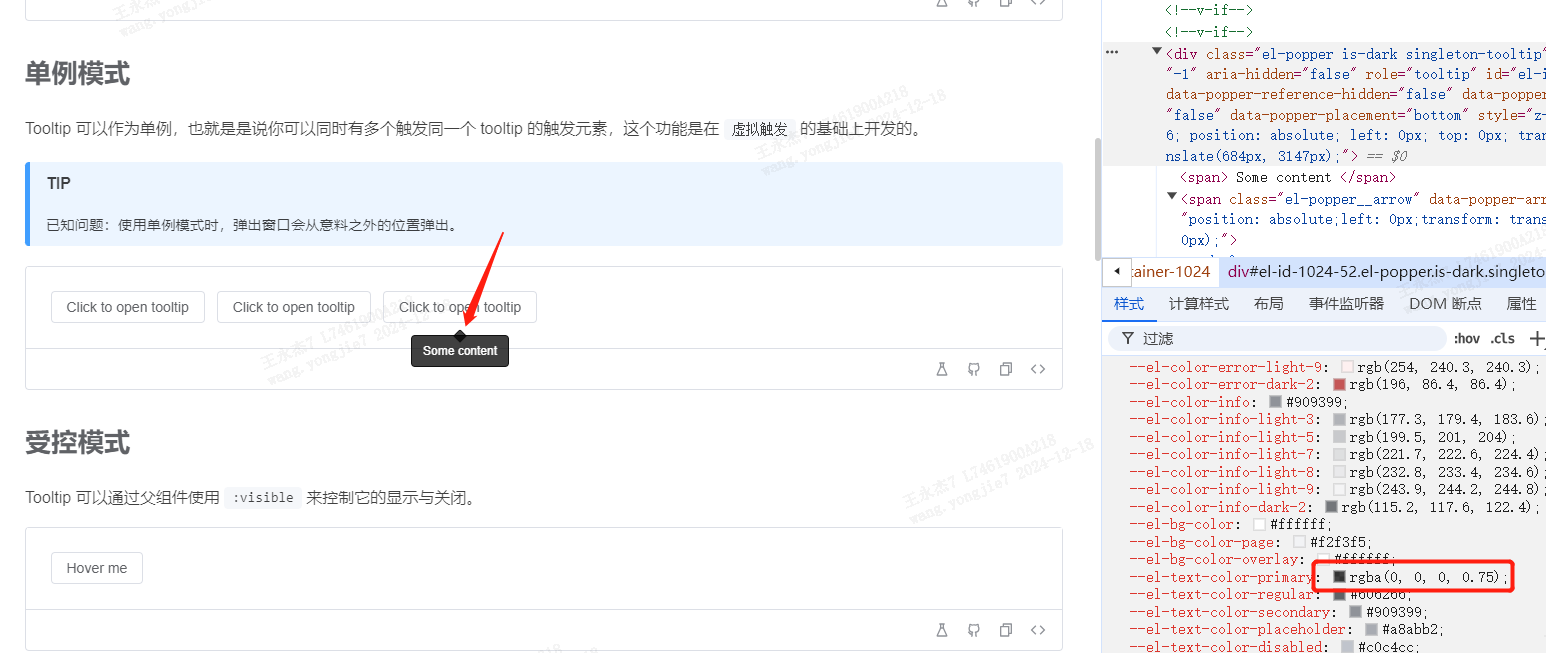 单例模式
Tooltip 可以作为单例，也就是是说你可以同时有多个触发同一个 tooltip 的触发元素，这个功能是在 虚拟触发 的基础上开发的。
TIP
已知问题：使用单例模式时，弹出窗口会从意料之外的位置弹出。
Click to open tooltip Click to open tooltip Click to open tooltip
Some content
受控模式
Tooltip 可以通过父组件使用 :visible 来控制它的显示与关闭。
Hover me
王永杰7 L7461900A218
wang.yongjie7 2024-12-18
<!--v-if-->
<!--v-if-->
<div class="el-popper is-dark singleton-tooltip"
"-1" aria-hidden="false" role="tooltip" id="el-i
data-popper-reference-hidden="false" data-popper
"false" data-popper-placement="bottom" style="z-
6; position: absolute; left: 0px; top: 0px; tran
nslate(684px, 3147px);"> == $0
<span> Some content </span>
<span class="el-popper__arrow" data-popper-arr
"position: absolute;left: 0px;transform: trans
0px);">
tainer-1024 div#el-id-1024-52.el-popper.is-dark.singleto
样式 计算样式 布局 事件监听器 DOM 断点 属性
过滤 :hov .cls
--el-color-error-light-9: rgb(254, 240.3, 240.3);
--el-color-error-dark-2: rgb(196, 86.4, 86.4);
--el-color-info: #909399;
--el-color-info-light-3: rgb(177.3, 179.4, 183.6);
--el-color-info-light-5: rgb(199.5, 201, 204);
--el-color-info-light-7: rgb(221.7, 222.6, 224.4);
--el-color-info-light-8: rgb(232.8, 233.4, 234.6);
--el-color-info-light-9: rgb(243.9, 244.2, 244.8);
--el-color-info-dark-2: rgb(115.2, 117.6, 122.4);
--el-bg-color: #ffffff;
--el-bg-color-page: #f2f3f5;
--el-bg-color-overlay: #ffffff;
--el-text-color-primary: rgba(0, 0, 0, 0.75);
--el-text-color-regular: #606266;
--el-text-color-secondary: #909399;
--el-text-color-placeholder: #a8abb2;
--el-text-color-disabled: #c0c4cc;